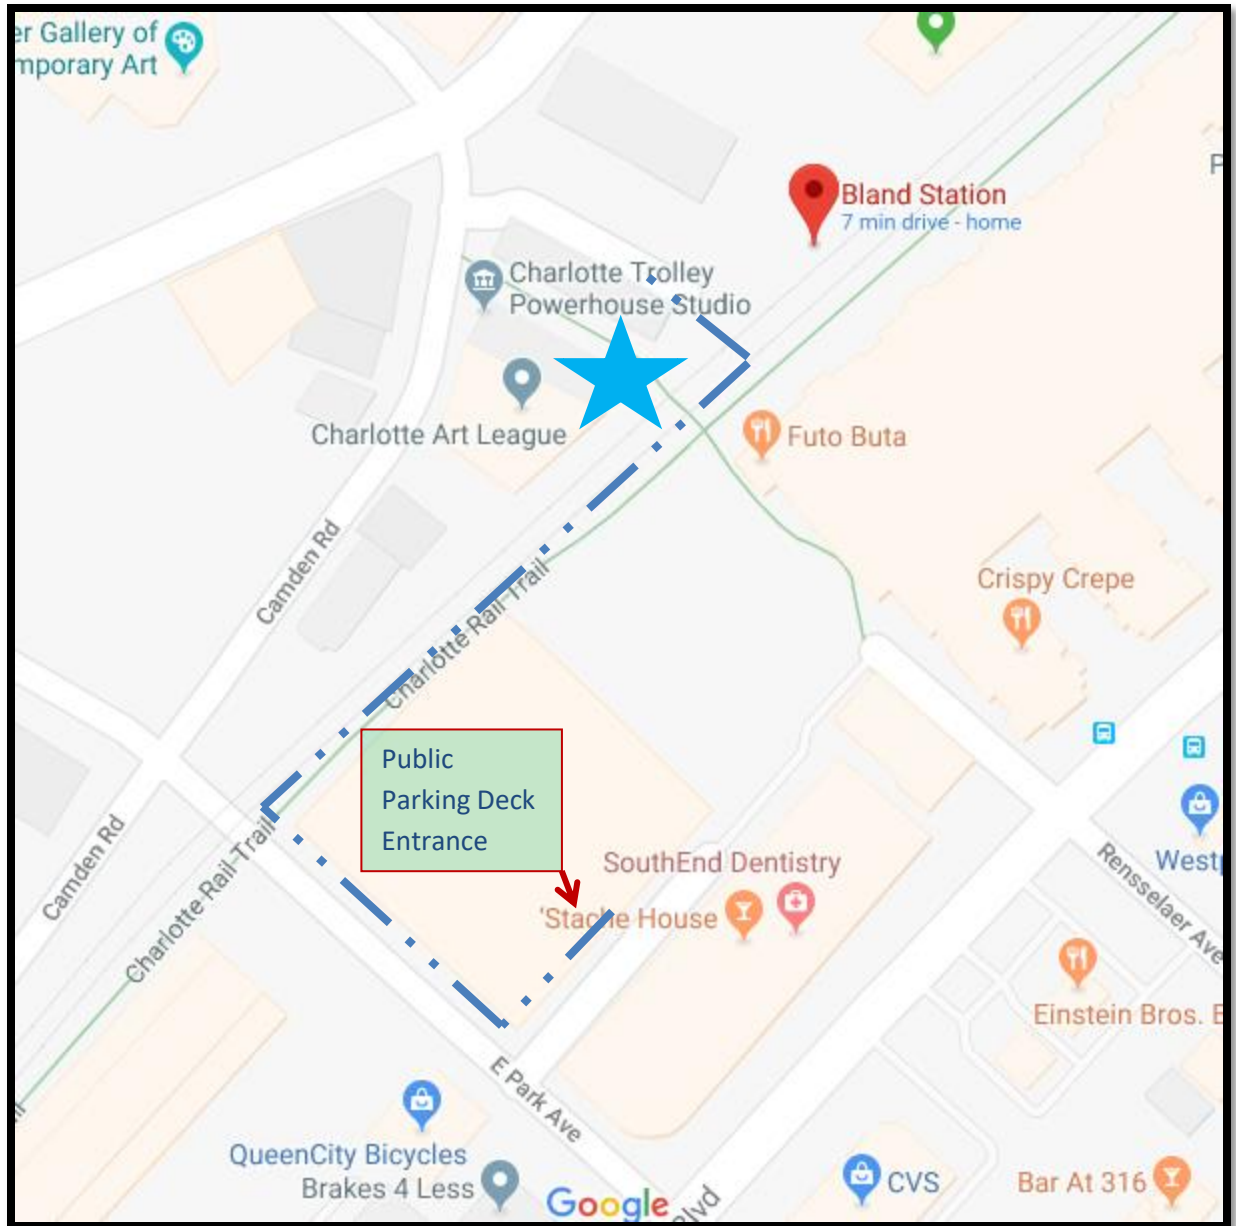 er Gallery of
mporary Art
P
Bland Station
7 min drive - home
Charlotte Trolley
Powerhouse Studio
Charlotte Art League
Futo Buta
Camden Rd
Crispy Crepe
Charlotte Rail-Trail
Public
Parking Deck
Entrance
Camden Rd
Charlotte Rail-Trail
SouthEnd Dentistry
'Stache House
Westp
Rensselaer Ave
Einstein Bros. B
E Park Ave
QueenCity Bicycles
Brakes 4 Less
Google
Blvd
CVS
Bar At 316